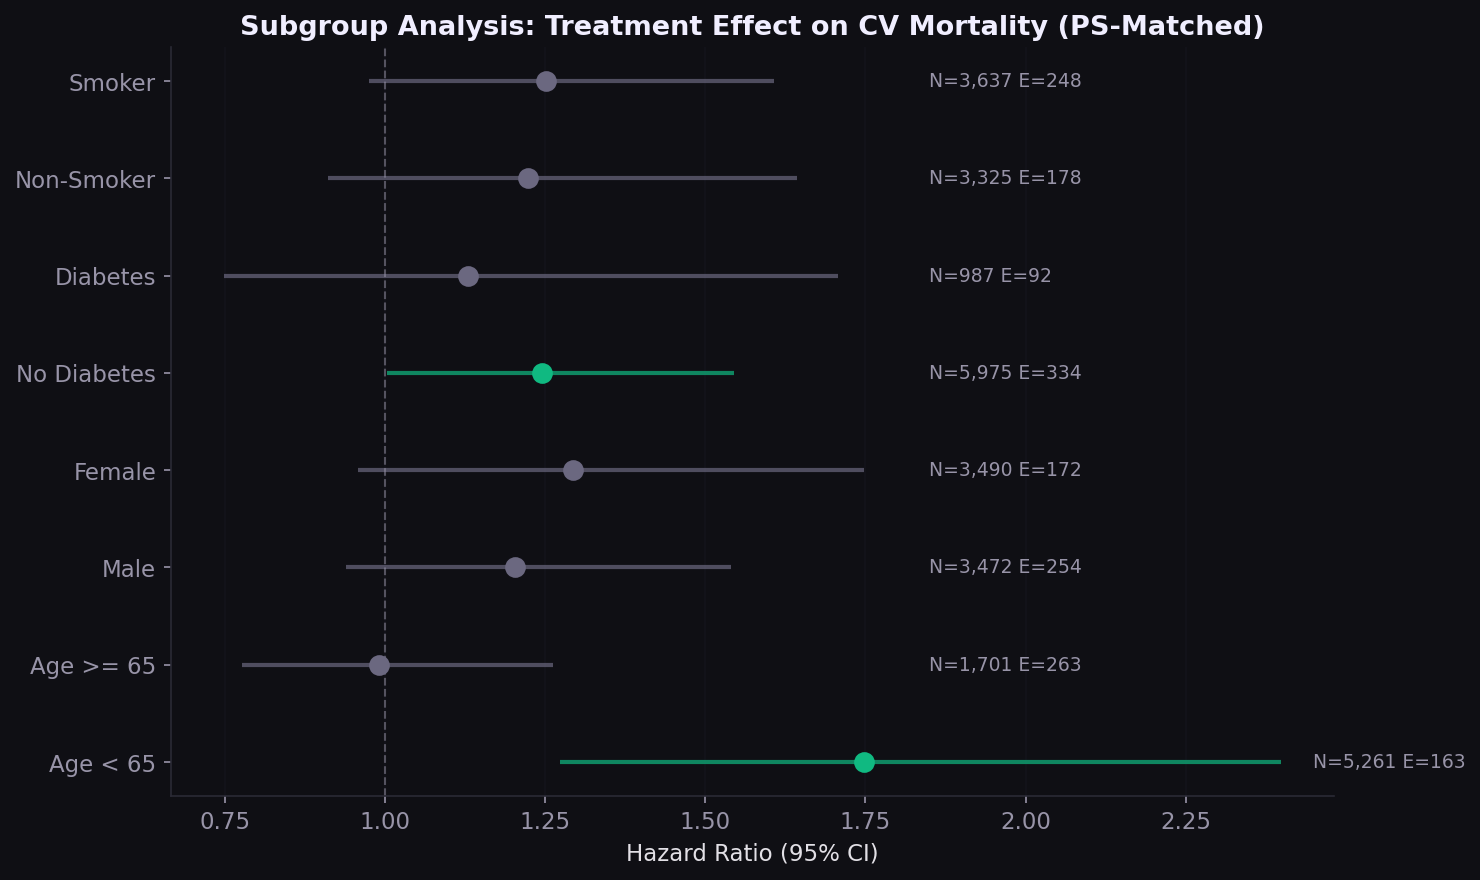 Subgroup Analysis: Treatment Effect on CV Mortality (PS-Matched)
Smoker N=3,637 E=248
Non-Smoker N=3,325 E=178
Diabetes N=987 E=92
No Diabetes N=5,975 E=334
Female N=3,490 E=172
Male N=3,472 E=254
Age >= 65 N=1,701 E=263
Age < 65 N=5,261 E=163
0.75 1.00 1.25 1.50 1.75 2.00 2.25
Hazard Ratio (95% CI)